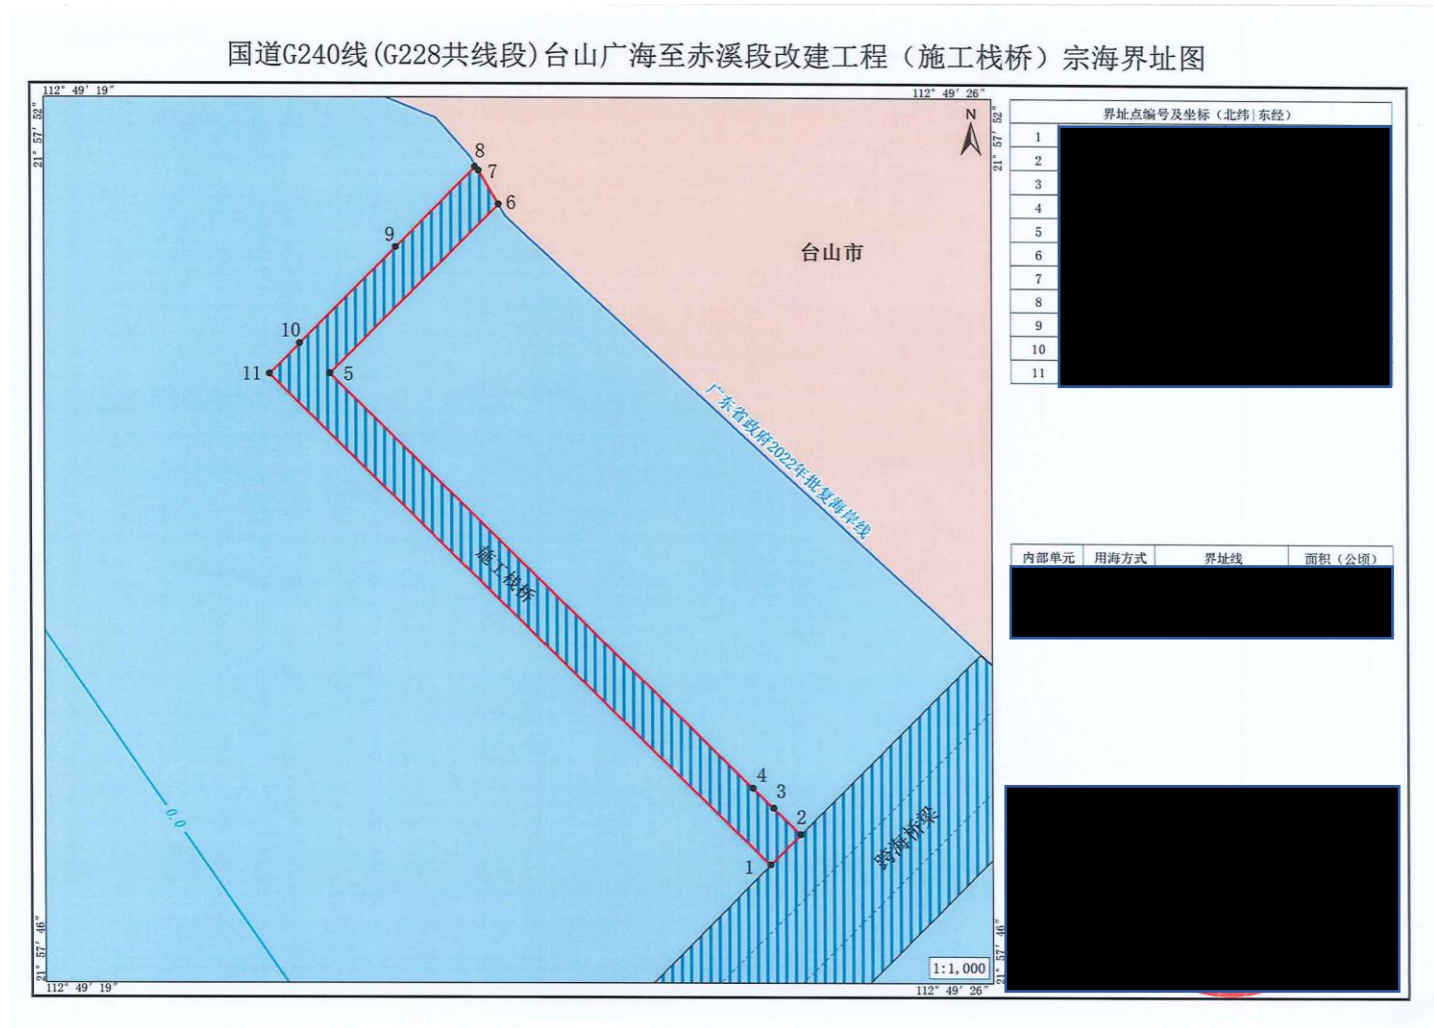 国道G240线(G228共线段)台山广海至赤溪段改建工程（施工栈桥）宗海界址图
112° 49′ 19″
112° 49′ 26″
21° 57′ 52″
21° 57′ 52″
N
界址点编号及坐标（北纬|东经）
1
2
3
4
5
6
7
8
9
10
11
8
7
6
9
台山市
10
11
5
广东省政府2022年批复海岸线
施工栈桥
内部单元 用海方式 界址线 面积（公顷）
4
3
2
1
跨海桥梁
0.0
21° 57′ 46″
21° 57′ 46″
1:1,000
112° 49′ 19″
112° 49′ 26″